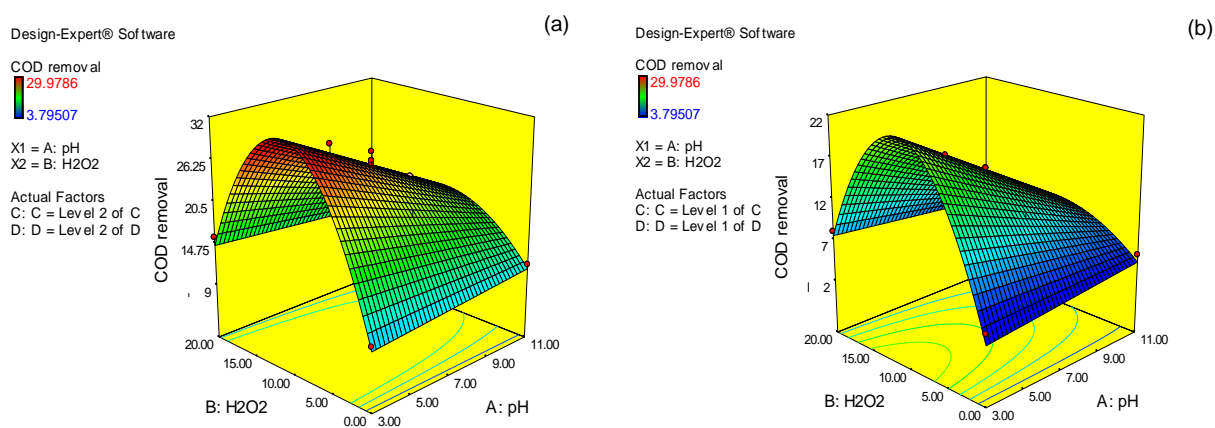 (a)
Design-Expert® Software
COD removal
29.9786
3.79507
X1 = A: pH
X2 = B: H2O2
Actual Factors
C: C = Level 2 of C
D: D = Level 2 of D
32
26.25
20.5
14.75
9
COD removal
20.00
15.00
10.00
5.00
0.00
3.00
5.00
7.00
9.00
11.00
B: H2O2
A: pH
(b)
Design-Expert® Software
COD removal
29.9786
3.79507
X1 = A: pH
X2 = B: H2O2
Actual Factors
C: C = Level 1 of C
D: D = Level 1 of D
22
17
12
7
2
COD removal
20.00
15.00
10.00
5.00
0.00
3.00
5.00
7.00
9.00
11.00
B: H2O2
A: pH